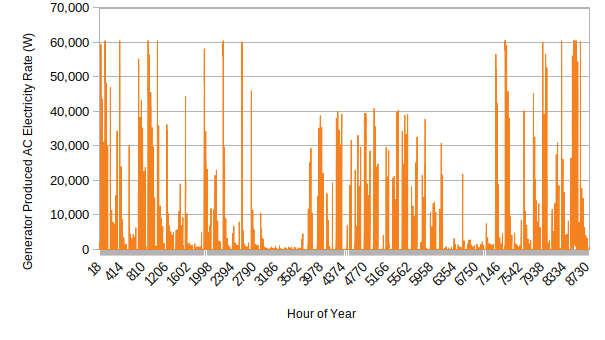 Generator Produced AC Electricity Rate (W)
70,000
60,000
50,000
40,000
30,000
20,000
10,000
0
18 414 810 1206 1602 1998 2394 2790 3186 3582 3978 4374 4770 5166 5562 5958 6354 6750 7146 7542 7938 8334 8730
Hour of Year